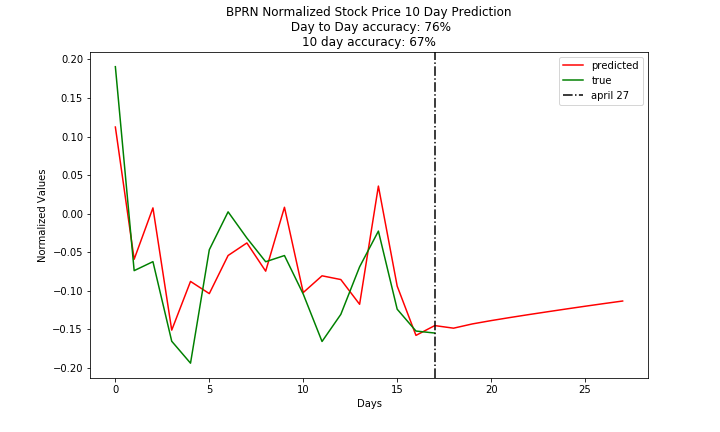 BPRN Normalized Stock Price 10 Day Prediction
Day to Day accuracy: 76%
10 day accuracy: 67%
predicted
true
april 27
Normalized Values
0.20
0.15
0.10
0.05
0.00
−0.05
−0.10
−0.15
−0.20
0
5
10
15
20
25
Days